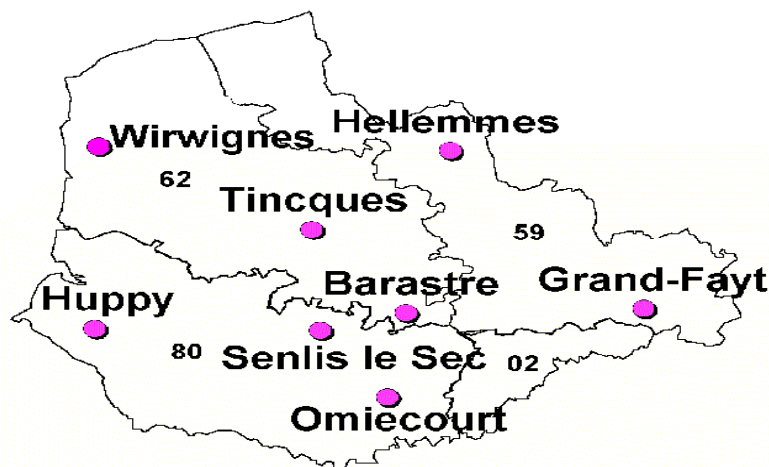 Hellemmes
Wirwignes
62
Tincques
59
Grand-Fayt
Barastre
Huppy
80
Senlis le Sec
02
Omiecourt